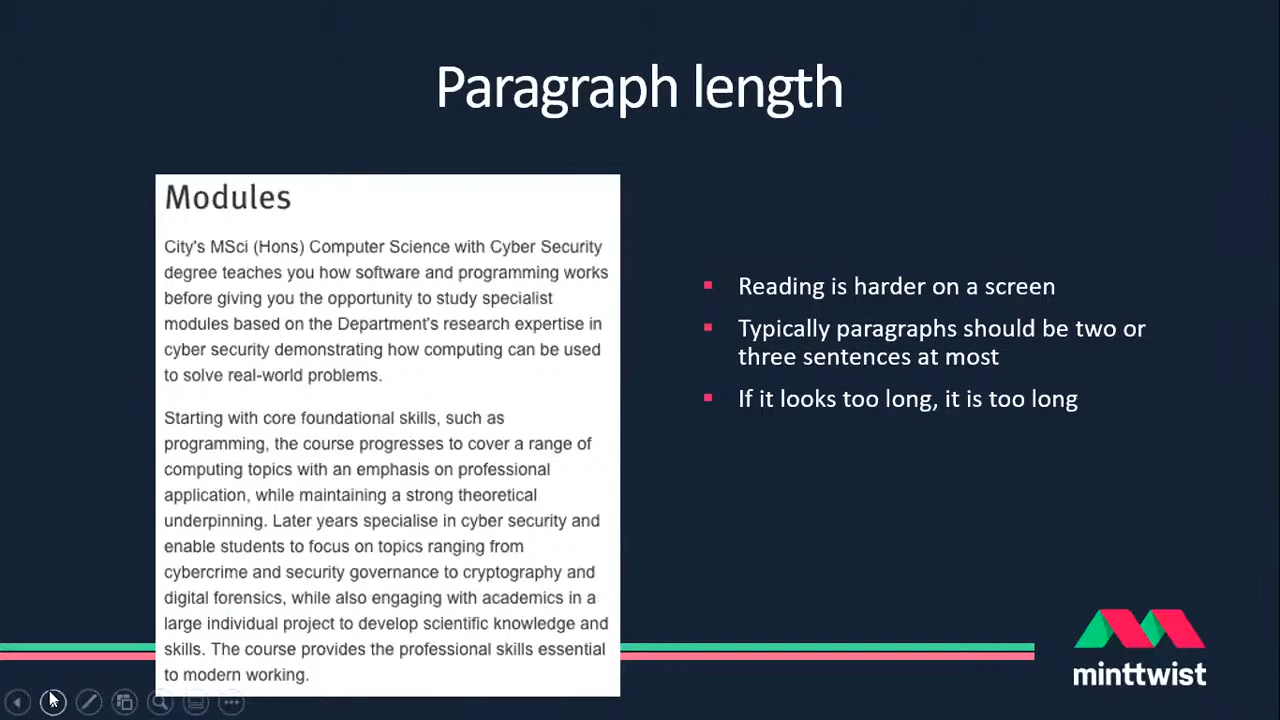 Paragraph length
Modules
City's MSci (Hons) Computer Science with Cyber Security
degree teaches you how software and programming works
before giving you the opportunity to study specialist
modules based on the Department's research expertise in
cyber security demonstrating how computing can be used
to solve real-world problems.
Starting with core foundational skills, such as
programming, the course progresses to cover a range of
computing topics with an emphasis on professional
application, while maintaining a strong theoretical
underpinning. Later years specialise in cyber security and
enable students to focus on topics ranging from
cybercrime and security governance to cryptography and
digital forensics, while also engaging with academics in a
large individual project to develop scientific knowledge and
skills. The course provides the professional skills essential
to modern working.
Reading is harder on a screen
Typically paragraphs should be two or
three sentences at most
If it looks too long, it is too long
minttwist